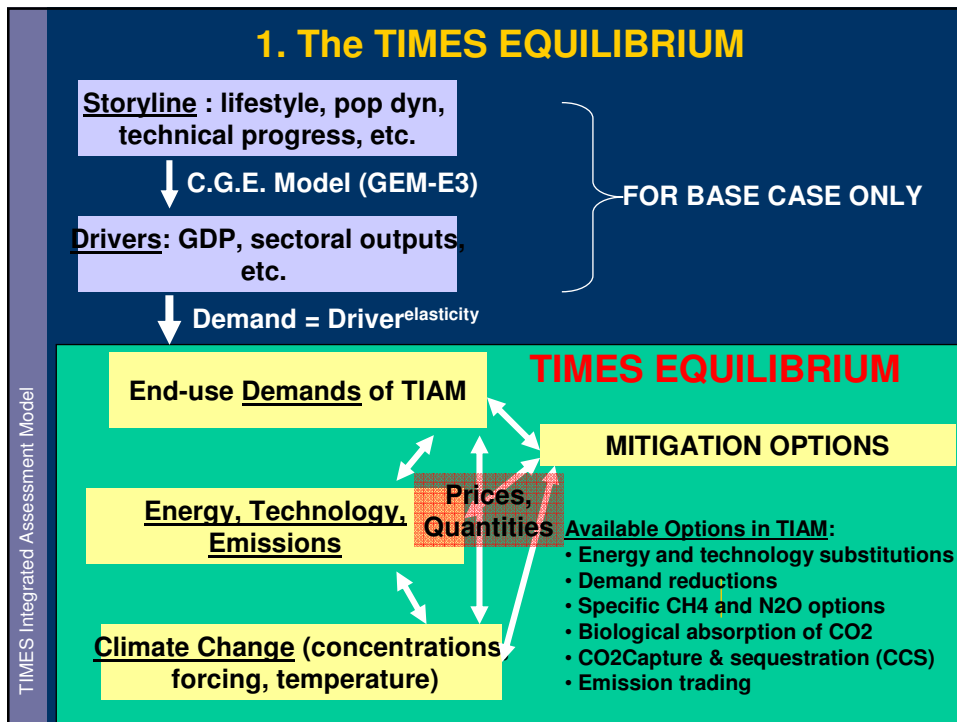 1. The TIMES EQUILIBRIUM
Storyline : lifestyle, pop dyn,
technical progress, etc.
C.G.E. Model (GEM-E3)
FOR BASE CASE ONLY
Drivers: GDP, sectoral outputs,
etc.
Demand = Driverelasticity
TIMES EQUILIBRIUM
End-use Demands of TIAM
MITIGATION OPTIONS
Prices,
Quantities
Energy, Technology,
Emissions
Available Options in TIAM:
• Energy and technology substitutions
• Demand reductions
• Specific CH4 and N2O options
• Biological absorption of CO2
• CO2Capture & sequestration (CCS)
• Emission trading
Climate Change (concentrations,
forcing, temperature)
TIMES Integrated Assessment Model